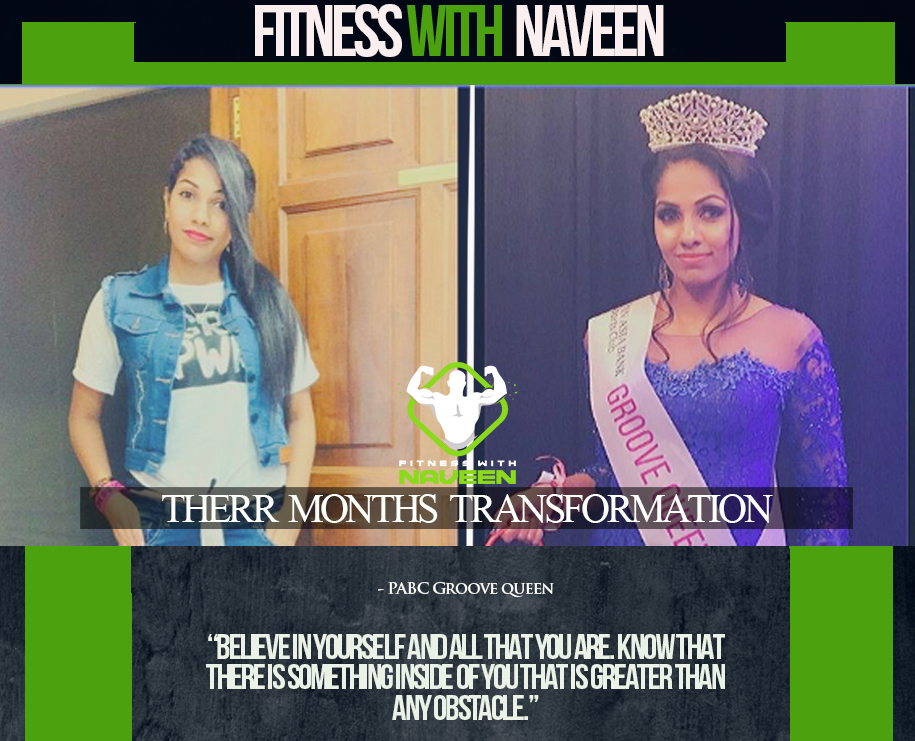 FITNESS WITH NAVEEN
GROOVE
FITNESS WITH
NAVEEN
THERR MONTHS TRANSFORMATION
- PABC GROOVE QUEEN
“BELIEVE IN YOURSELF AND ALL THAT YOU ARE. KNOW THAT
THERE IS SOMETHING INSIDE OF YOU THAT IS GREATER THAN
ANY OBSTACLE.”